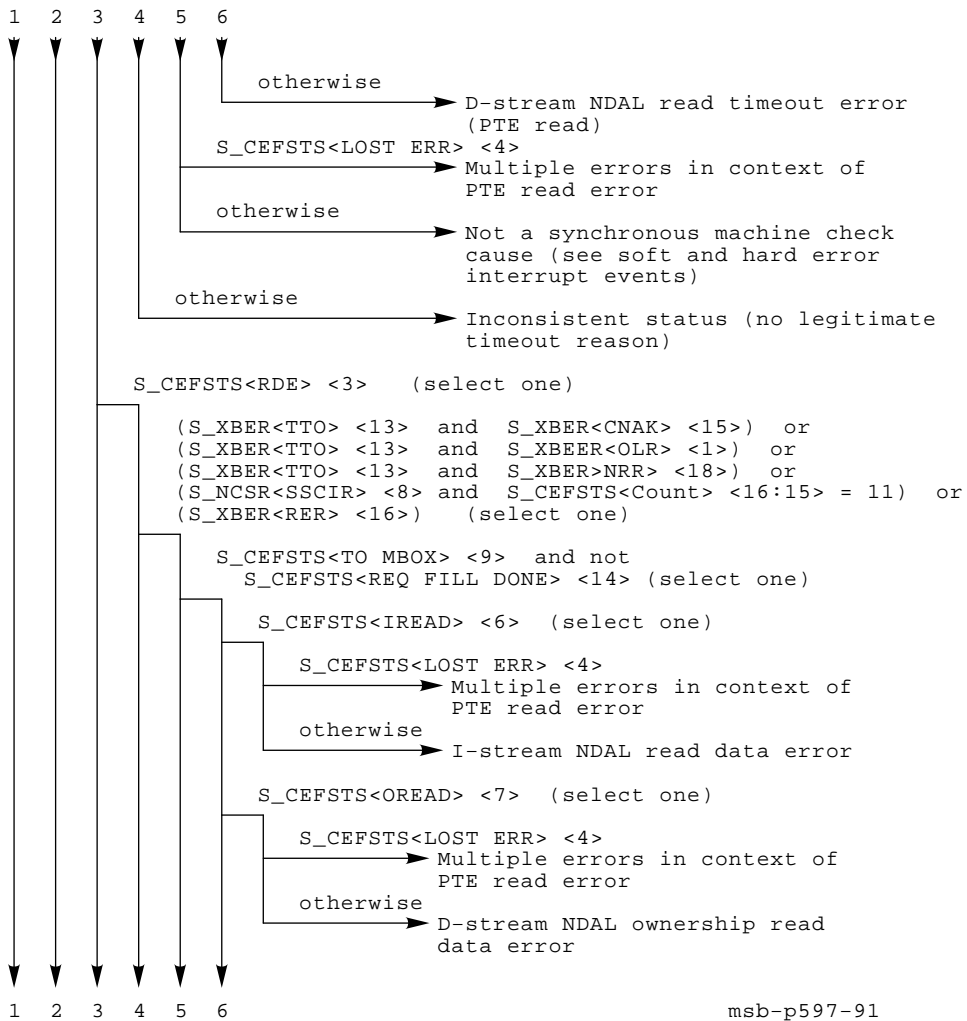 1 2 3 4 5 6
otherwise
D-stream NDAL read timeout error
(PTE read)
S_CEFSTS<LOST ERR> <4>
Multiple errors in context of
PTE read error
otherwise
Not a synchronous machine check
cause (see soft and hard error
interrupt events)
otherwise
Inconsistent status (no legitimate
timeout reason)
S_CEFSTS<RDE> <3> (select one)
(S_XBER<TTO> <13> and S_XBER<CNAK> <15>) or
(S_XBER<TTO> <13> and S_XBEER<OLR> <1>) or
(S_XBER<TTO> <13> and S_XBER>NRR> <18>) or
(S_NCSR<SSCIR> <8> and S_CEFSTS<Count> <16:15> = 11) or
(S_XBER<RER> <16>) (select one)
S_CEFSTS<TO MBOX> <9> and not
S_CEFSTS<REQ FILL DONE> <14> (select one)
S_CEFSTS<IREAD> <6> (select one)
S_CEFSTS<LOST ERR> <4>
Multiple errors in context of
PTE read error
otherwise
I-stream NDAL read data error
S_CEFSTS<OREAD> <7> (select one)
S_CEFSTS<LOST ERR> <4>
Multiple errors in context of
PTE read error
otherwise
D-stream NDAL ownership read
data error
1 2 3 4 5 6
msb-p597-91